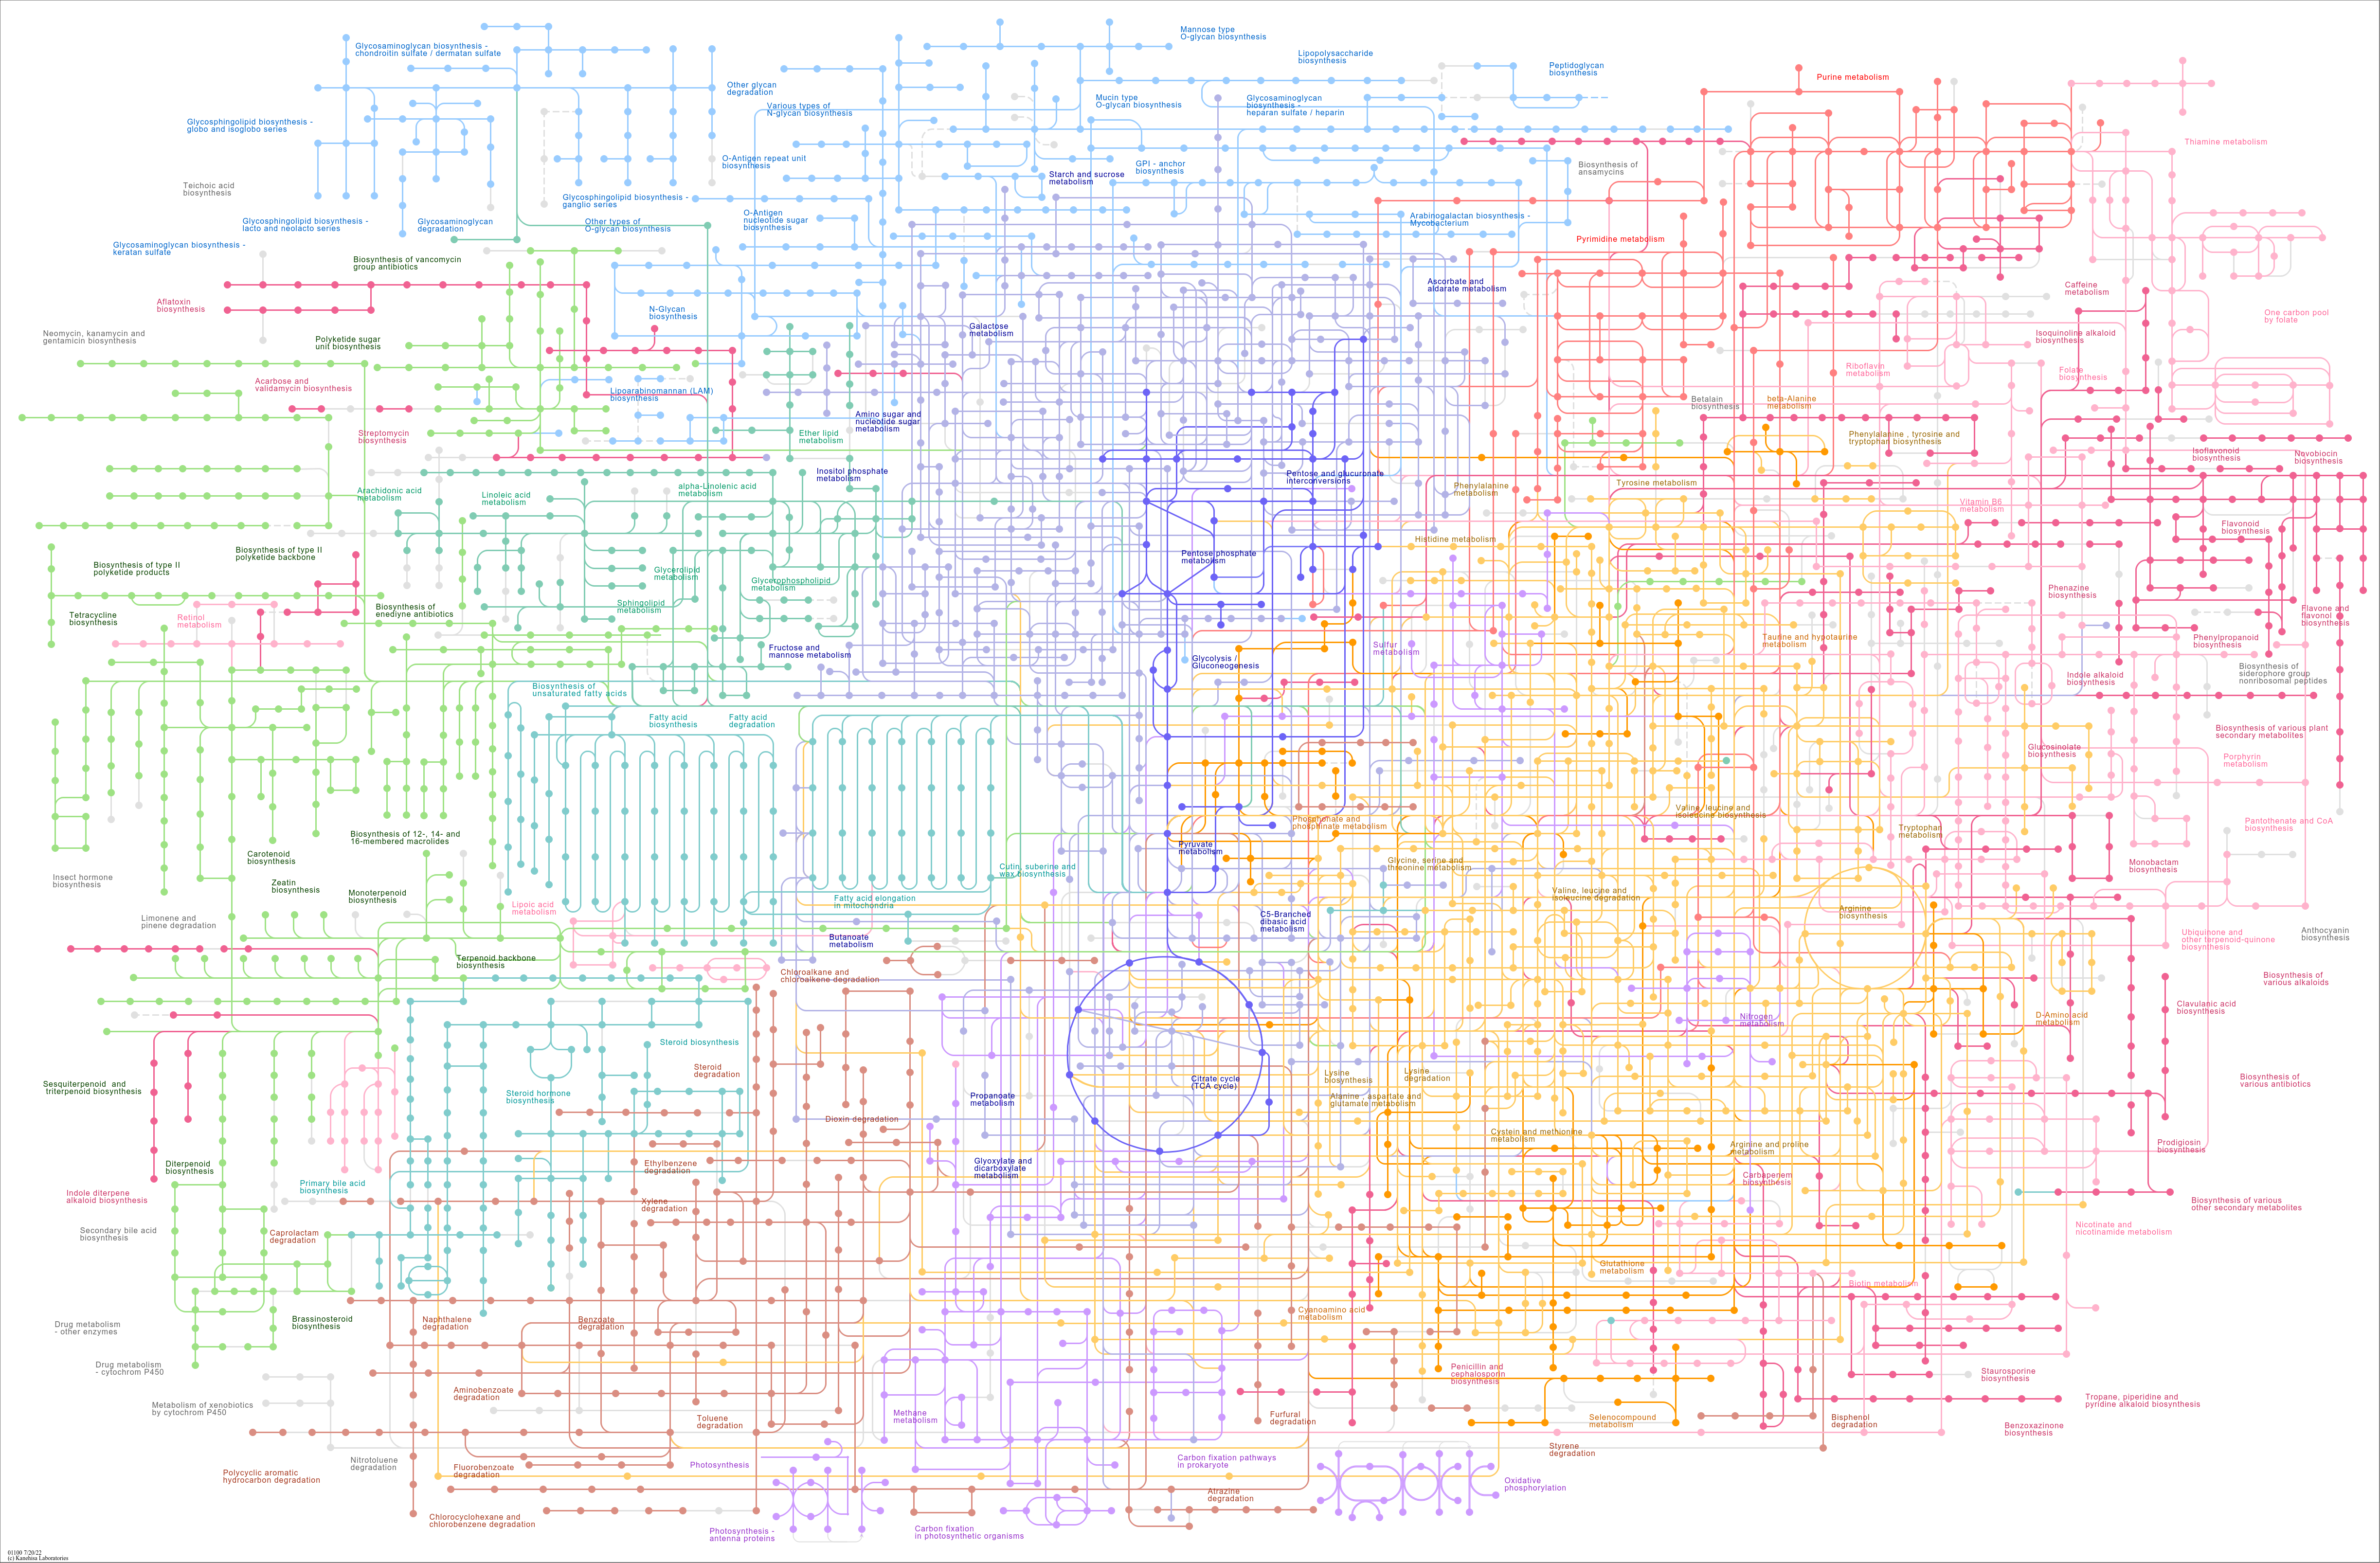 Mannose type
O-glycan biosynthesis
Glycosaminoglycan biosynthesis -
chondroitin sulfate / dermatan sulfate
Lipopolysaccharide
biosynthesis
Peptidoglycan
biosynthesis
Purine metabolism
Other glycan
degradation
Various types of
N-glycan biosynthesis
Mucin type
O-glycan biosynthesis
Glycosaminoglycan
biosynthesis -
heparan sulfate / heparin
Glycosphingolipid biosynthesis -
globo and isoglobo series
Thiamine metabolism
O-Antigen repeat unit
biosynthesis
GPI - anchor
biosynthesis
Biosynthesis of
ansamycins
Starch and sucrose
metabolism
Teichoic acid
biosynthesis
Glycosphingolipid biosynthesis -
ganglio series
Glycosphingolipid biosynthesis -
lacto and neolacto series
Glycosaminoglycan
degradation
Other types of
O-glycan biosynthesis
O-Antigen
nucleotide sugar
biosynthesis
Arabinogalactan biosynthesis -
Mycobacterium
Pyrimidine metabolism
Glycosaminoglycan biosynthesis -
keratan sulfate
Biosynthesis of vancomycin
group antibiotics
Ascorbate and
aldarate metabolism
Caffeine
metabolism
Aflatoxin
biosynthesis
N-Glycan
biosynthesis
Galactose
metabolism
One carbon pool
by folate
Neomycin, kanamycin and
gentamicin biosynthesis
Polyketide sugar
unit biosynthesis
Isoquinoline alkaloid
biosynthesis
Riboflavin
metabolism
Folate
biosynthesis
Acarbose and
validamycin biosynthesis
Lipoarabinomannan (LAM)
biosynthesis
Betalain
biosynthesis
beta-Alanine
metabolism
Amino sugar and
nucleotide sugar
metabolism
Streptomycin
biosynthesis
Ether lipid
metabolism
Phenylalanine , tyrosine and
tryptophan biosynthesis
Isoflavonoid
biosynthesis
Novobiocin
biosynthesis
Inositol phosphate
metabolism
Pentose and glucuronate
interconversions
Arachidonic acid
metabolism
Linoleic acid
metabolism
alpha-Linolenic acid
metabolism
Phenylalanine
metabolism
Tyrosine metabolism
Vitamin B6
metabolism
Flavonoid
biosynthesis
Histidine metabolism
Biosynthesis of type II
polyketide backbone
Biosynthesis of type II
polyketide products
Pentose phosphate
metabolism
Glycerolipid
metabolism
Glycerophospholipid
metabolism
Phenazine
biosynthesis
Tetracycline
biosynthesis
Retinol
metabolism
Biosynthesis of
enediyne antibiotics
Sphingolipid
metabolism
Flavone and
flavonol
biosynthesis
Fructose and
mannose metabolism
Glycolysis /
Gluconeogenesis
Sulfur
metabolism
Taurine and hypotaurine
metabolism
Phenylpropanoid
biosynthesis
Biosynthesis of
siderophore group
nonribosomal peptides
Indole alkaloid
biosynthesis
Biosynthesis of
unsaturated fatty acids
Fatty acid
biosynthesis
Fatty acid
degradation
Biosynthesis of various plant
secondary metabolites
Glucosinolate
biosynthesis
Porphyrin
metabolism
Valine, leucine and
isoleucine biosynthesis
Phosphonate and
phosphinate metabolism
Pantothenate and CoA
biosynthesis
Tryptophan
metabolism
Biosynthesis of 12-, 14- and
16-membered macrolides
Pyruvate
metabolism
Carotenoid
biosynthesis
Cutin, suberine and
wax biosynthesis
Glycine, serine and
threonine metabolism
Monobactam
biosynthesis
Insect hormone
biosynthesis
Zeatin
biosynthesis
Monoterpenoid
biosynthesis
Valine, leucine and
isoleucine degradation
Lipoic acid
metabolism
Fatty acid elongation
in mitochondria
Arginine
biosynthesis
Limonene and
pinene degradation
C5-Branched
dibasic acid
metabolism
Butanoate
metabolism
Ubiquinone and
other terpenoid-quinone
biosynthesis
Anthocyanin
biosynthesis
Terpenoid backbone
biosynthesis
Chloroalkane and
chloroalkene degradation
Biosynthesis of
various alkaloids
Clavulanic acid
biosynthesis
Nitrogen
metabolism
D-Amino acid
metabolism
Steroid biosynthesis
Steroid
degradation
Sesquiterpenoid and
triterpenoid biosynthesis
Steroid hormone
biosynthesis
Citrate cycle
(TCA cycle)
Lysine
biosynthesis
Lysine
degradation
Biosynthesis of
various antibiotics
Propanoate
metabolism
Alanine , aspartate and
glutamate metabolism
Dioxin degradation
Cystein and methionine
metabolism
Arginine and proline
metabolism
Prodigiosin
biosynthesis
Diterpenoid
biosynthesis
Ethylbenzene
degradation
Glyoxylate and
dicarboxylate
metabolism
Carbapenem
biosynthesis
Primary bile acid
biosynthesis
Indole diterpene
alkaloid biosynthesis
Xylene
degradation
Biosynthesis of various
other secondary metabolites
Secondary bile acid
biosynthesis
Caprolactam
degradation
Nicotinate and
nicotinamide metabolism
Glutathione
metabolism
Biotin metabolism
Cyanoamino acid
metabolism
Drug metabolism
- other enzymes
Brassinosteroid
biosynthesis
Naphthalene
degradation
Benzoate
degradation
Drug metabolism
- cytochrom P450
Penicillin and
cephalosporin
biosynthesis
Staurosporine
biosynthesis
Aminobenzoate
degradation
Tropane, piperidine and
pyridine alkaloid biosynthesis
Metabolism of xenobiotics
by cytochrom P450
Toluene
degradation
Methane
metabolism
Furfural
degradation
Selenocompound
metabolism
Bisphenol
degradation
Benzoxazinone
biosynthesis
Styrene
degradation
Nitrotoluene
degradation
Fluorobenzoate
degradation
Photosynthesis
Carbon fixation pathways
in prokaryote
Polycyclic aromatic
hydrocarbon degradation
Oxidative
phosphorylation
Atrazine
degradation
Chlorocyclohexane and
chlorobenzene degradation
Photosynthesis -
antenna proteins
Carbon fixation
in photosynthetic organisms
01100 7/20/22
(c) Kanehisa Laboratories